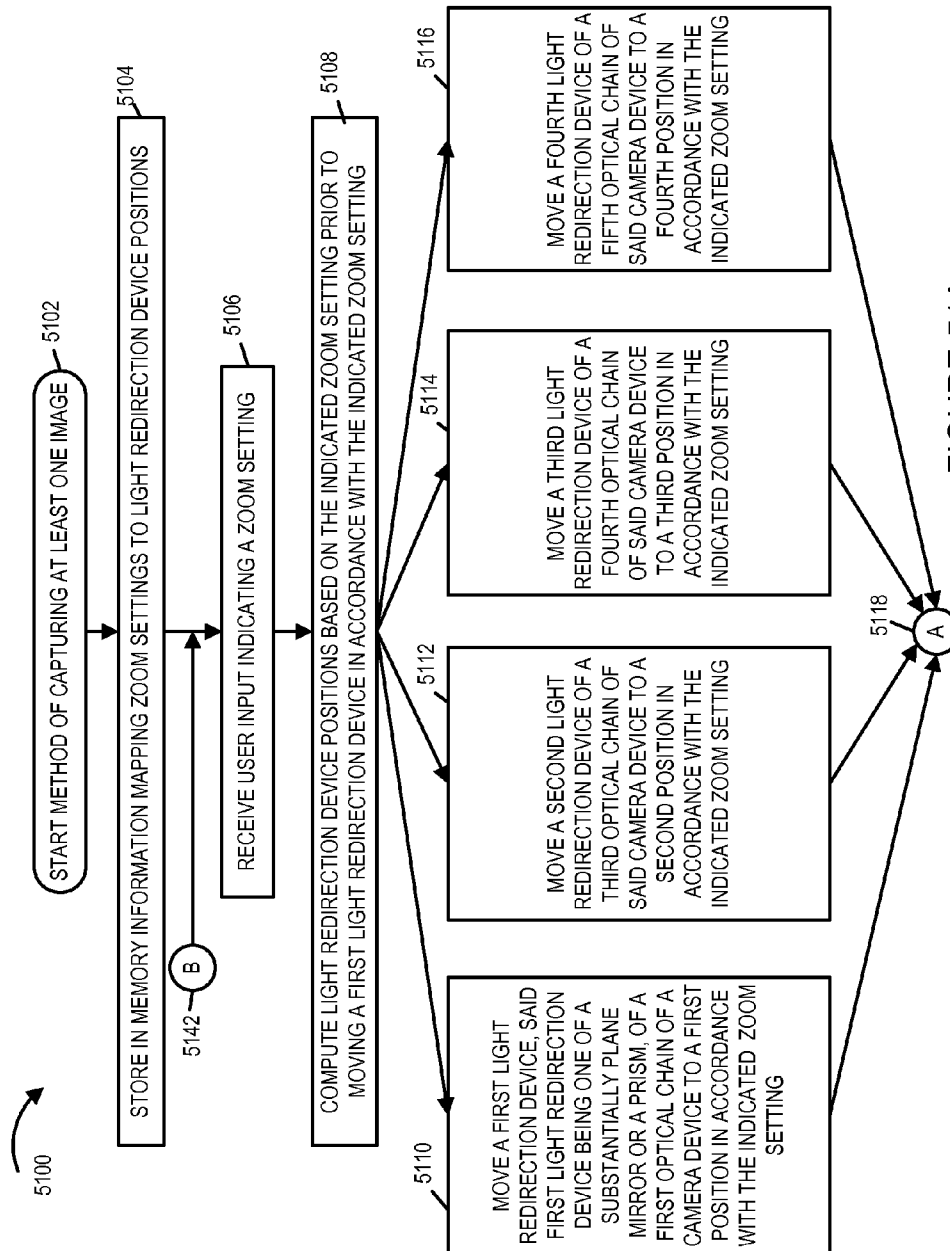 5100
START METHOD OF CAPTURING AT LEAST ONE IMAGE
5102
STORE IN MEMORY INFORMATION MAPPING ZOOM SETTINGS TO LIGHT REDIRECTION DEVICE POSITIONS
5104
B
5142
RECEIVE USER INPUT INDICATING A ZOOM SETTING
5106
COMPUTE LIGHT REDIRECTION DEVICE POSITIONS BASED ON THE INDICATED ZOOM SETTING PRIOR TO
MOVING A FIRST LIGHT REDIRECTION DEVICE IN ACCORDANCE WITH THE INDICATED ZOOM SETTING
5108
5110
MOVE A FIRST LIGHT
REDIRECTION DEVICE, SAID
FIRST LIGHT REDIRECTION
DEVICE BEING ONE OF A
SUBSTANTIALLY PLANE
MIRROR OR A PRISM, OF A
FIRST OPTICAL CHAIN OF A
CAMERA DEVICE TO A FIRST
POSITION IN ACCORDANCE
WITH THE INDICATED ZOOM
SETTING
5112
MOVE A SECOND LIGHT
REDIRECTION DEVICE OF A
THIRD OPTICAL CHAIN OF
SAID CAMERA DEVICE TO A
SECOND POSITION IN
ACCORDANCE WITH THE
INDICATED ZOOM SETTING
5114
MOVE A THIRD LIGHT
REDIRECTION DEVICE OF A
FOURTH OPTICAL CHAIN
OF SAID CAMERA DEVICE
TO A THIRD POSITION IN
ACCORDANCE WITH THE
INDICATED ZOOM SETTING
5116
MOVE A FOURTH LIGHT
REDIRECTION DEVICE OF A
FIFTH OPTICAL CHAIN OF
SAID CAMERA DEVICE TO A
FOURTH POSITION IN
ACCORDANCE WITH THE
INDICATED ZOOM SETTING
5118
A